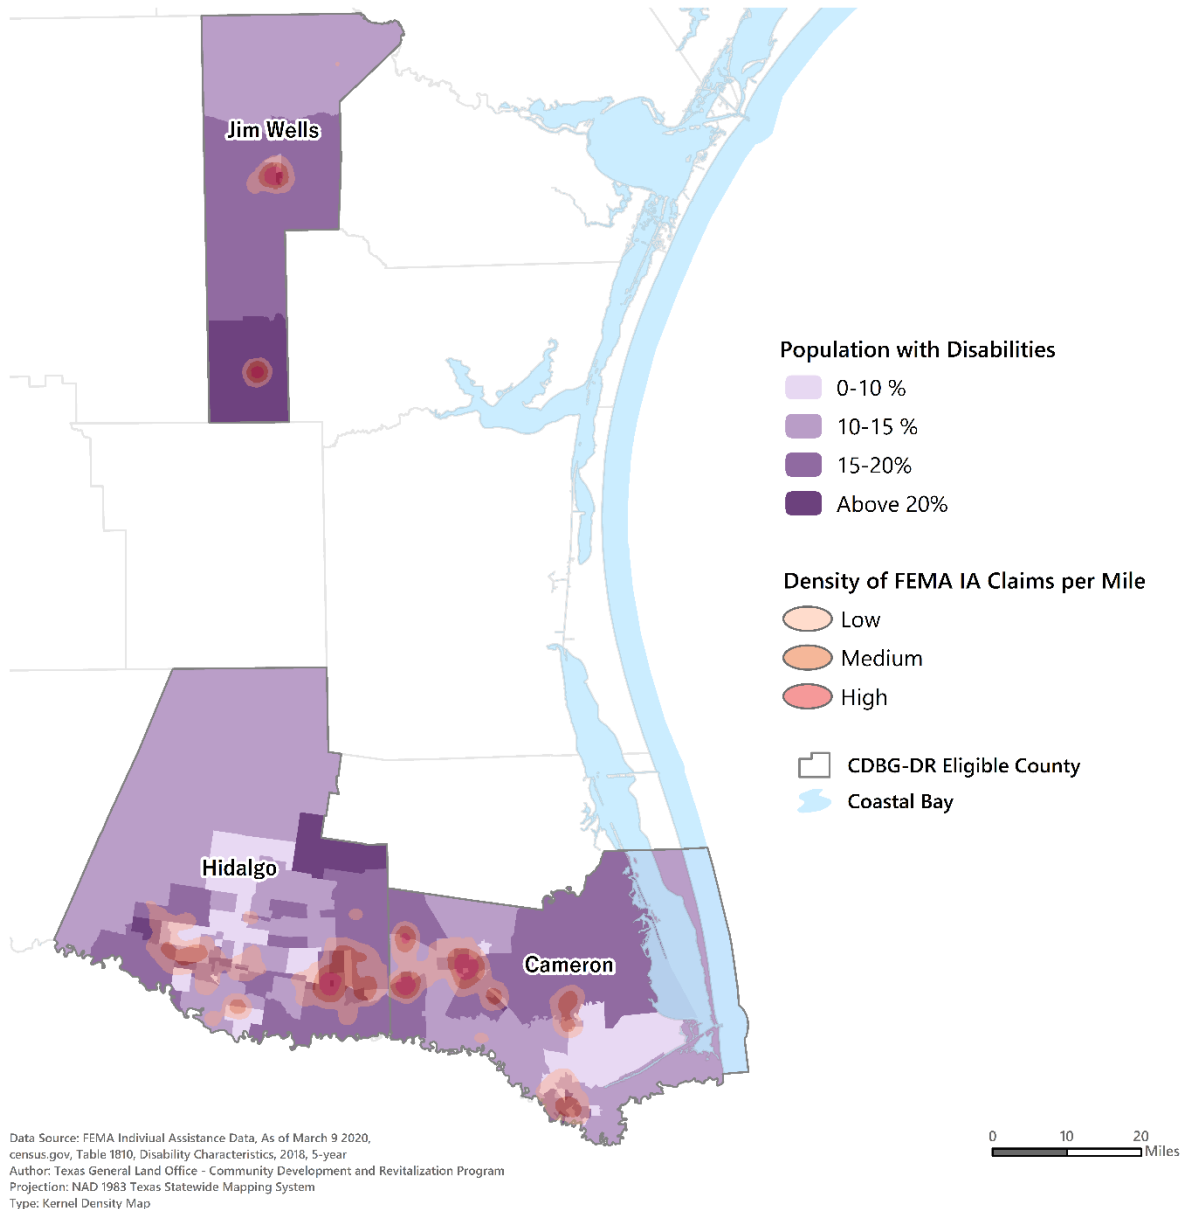 Jim Wells
Population with Disabilities
0-10 %
10-15 %
15-20%
Above 20%
Density of FEMA IA Claims per Mile
Low
Medium
High
CDBG-DR Eligible County
Coastal Bay
Hidalgo
Cameron
Data Source: FEMA Indiviual Assistance Data, As of March 9 2020,
census.gov, Table 1810, Disability Characteristics, 2018, 5-year
Author: Texas General Land Office - Community Development and Revitalization Program
Projection: NAD 1983 Texas Statewide Mapping System
Type: Kernel Density Map
0 10 20
Miles